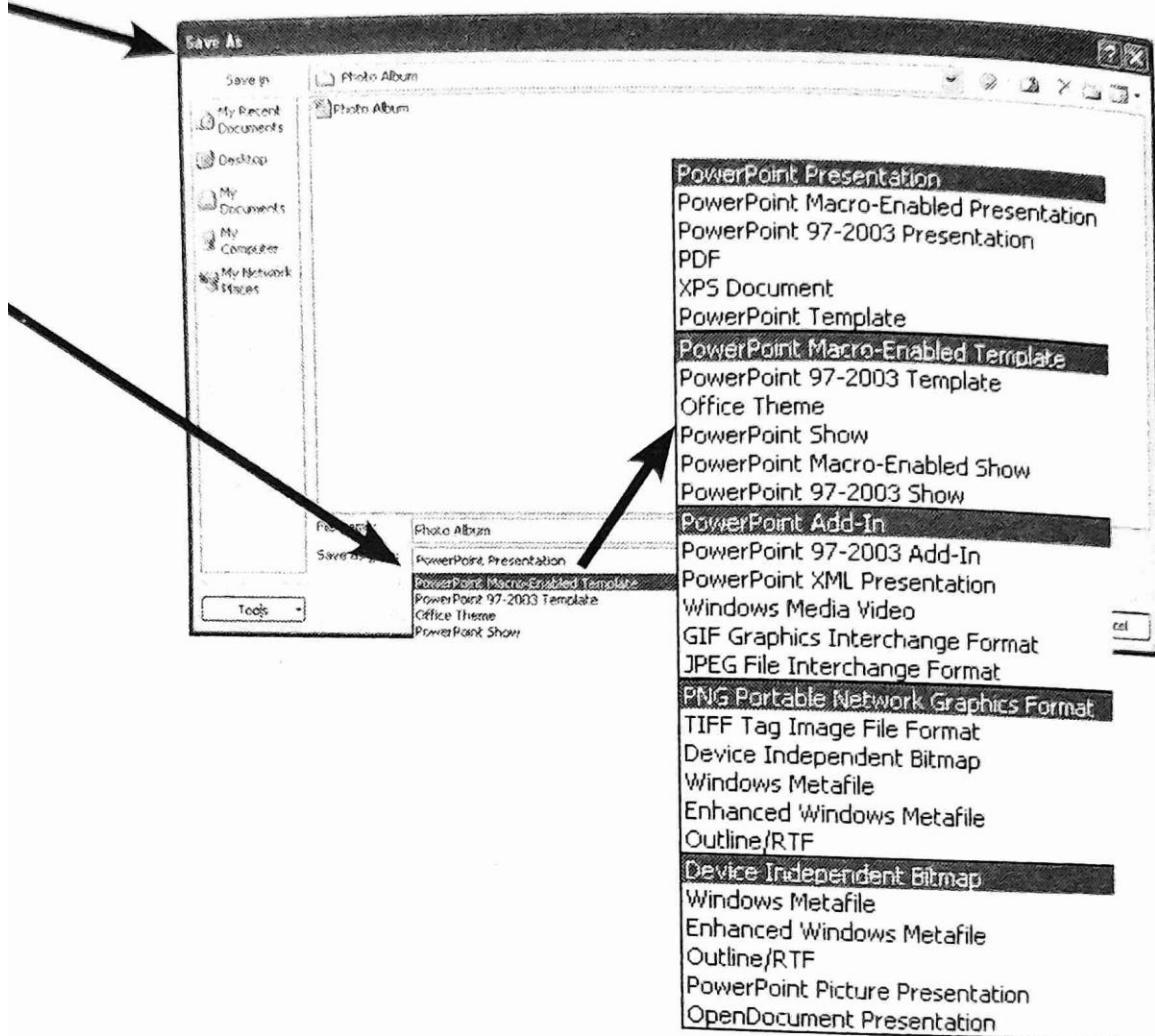 Save As
Save in
Photo Album
My Recent
Documents
Photo Album
Desktop
My
Documents
My
Computer
My Network
Places
Photo Album
Save as
PowerPoint Presentation
PowerPoint Macro-Enabled Template
PowerPoint 97-2003 Template
Office Theme
PowerPoint Show
Tools
cel
PowerPoint Presentation
PowerPoint Macro-Enabled Presentation
PowerPoint 97-2003 Presentation
PDF
XPS Document
PowerPoint Template
PowerPoint Macro-Enabled Template
PowerPoint 97-2003 Template
Office Theme
PowerPoint Show
PowerPoint Macro-Enabled Show
PowerPoint 97-2003 Show
PowerPoint Add-In
PowerPoint 97-2003 Add-In
PowerPoint XML Presentation
Windows Media Video
GIF Graphics Interchange Format
JPEG File Interchange Format
PNG Portable Network Graphics Format
TIFF Tag Image File Format
Device Independent Bitmap
Windows Metafile
Enhanced Windows Metafile
Outline/RTF
Device Independent Bitmap
Windows Metafile
Enhanced Windows Metafile
Outline/RTF
PowerPoint Picture Presentation
OpenDocument Presentation